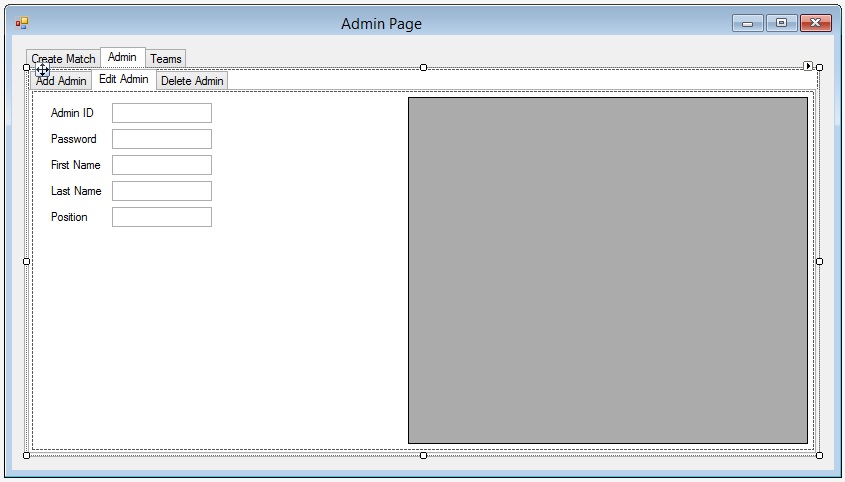 Admin Page
Create Match Admin Teams
Add Admin Edit Admin Delete Admin
Admin ID
Password
First Name
Last Name
Position